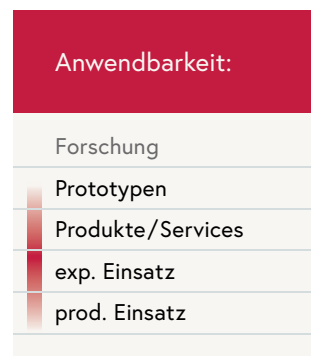 Anwendbarkeit:
Forschung
Prototypen
Produkte/Services
exp. Einsatz
prod. Einsatz